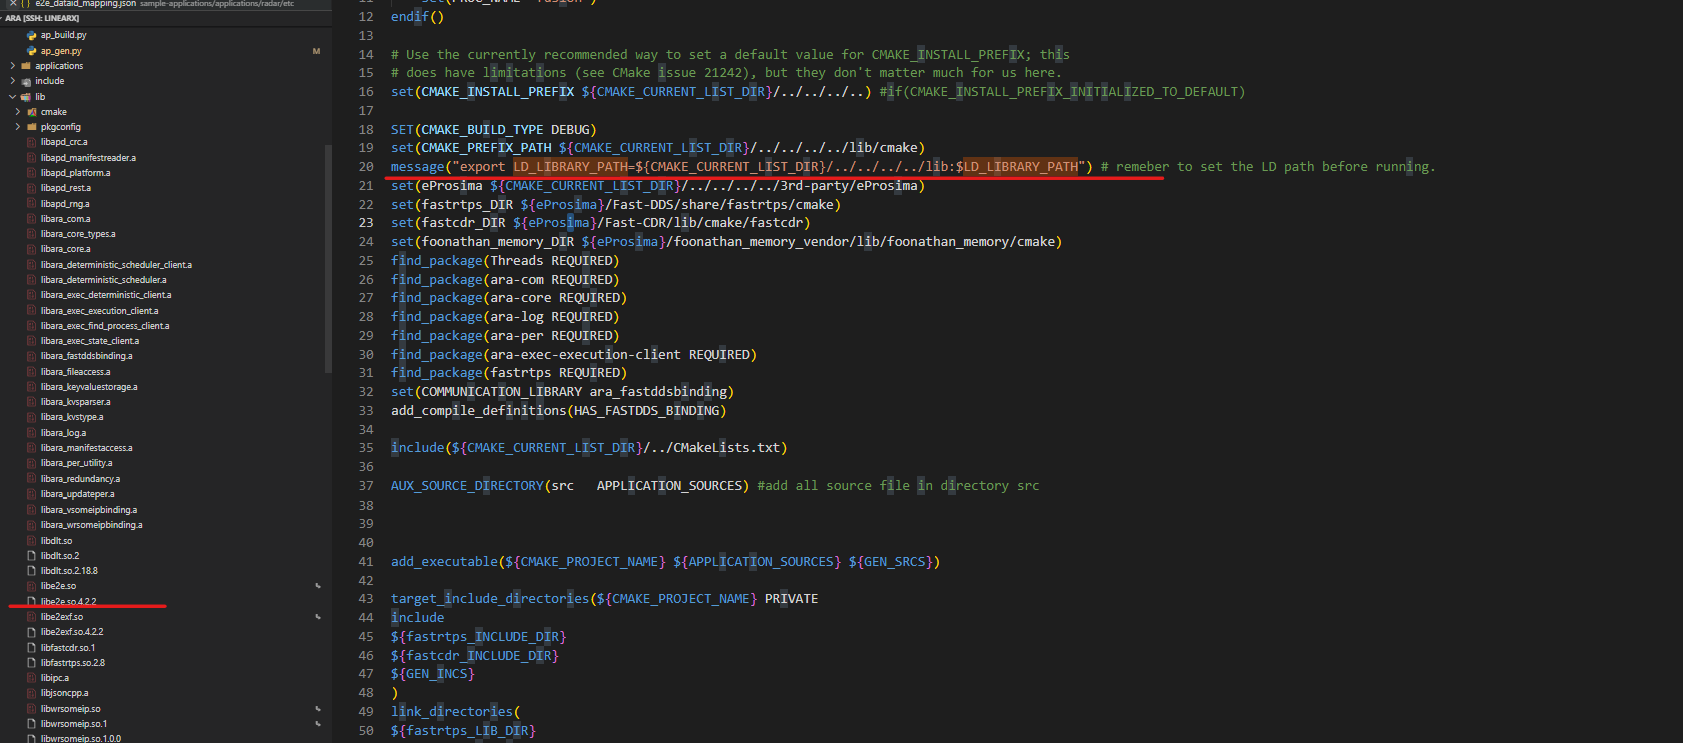 e2e_dataid_mapping.json sample-applications/applications/radar/etc
ARA [SSH: LINEARX]
ap_build.py
ap_gen.py M
applications
include
lib
cmake
pkgconfig
libapd_crc.a
libapd_manifestreader.a
libapd_platform.a
libapd_rest.a
libapd_rng.a
libara_com.a
libara_core_types.a
libara_core.a
libara_deterministic_scheduler_client.a
libara_deterministic_scheduler.a
libara_exec_deterministic_client.a
libara_exec_execution_client.a
libara_exec_find_process_client.a
libara_exec_state_client.a
libara_fastddsbinding.a
libara_fileaccess.a
libara_keyvaluestorage.a
libara_kvsparser.a
libara_kvstype.a
libara_log.a
libara_manifestaccess.a
libara_per_utility.a
libara_redundancy.a
libara_updateper.a
libara_vsomeipbinding.a
libara_wrsomeipbinding.a
libdlt.so
libdlt.so.2
libdlt.so.2.18.8
libe2e.so
libe2e.so.4.2.2
libe2exf.so
libe2exf.so.4.2.2
libfastcdr.so.1
libfastrtps.so.2.8
libipc.a
libjsoncpp.a
libwrsomeip.so
libwrsomeip.so.1
libwrsomeip.so.1.0.0
12 endif()
13
14 # Use the currently recommended way to set a default value for CMAKE_INSTALL_PREFIX; this
15 # does have limitations (see CMake issue 21242), but they don't matter much for us here.
16 set(CMAKE_INSTALL_PREFIX ${CMAKE_CURRENT_LIST_DIR}/../../../..) #if(CMAKE_INSTALL_PREFIX_INITIALIZED_TO_DEFAULT)
17
18 SET(CMAKE_BUILD_TYPE DEBUG)
19 set(CMAKE_PREFIX_PATH ${CMAKE_CURRENT_LIST_DIR}/../../../../lib/cmake)
20 message("export LD_LIBRARY_PATH=${CMAKE_CURRENT_LIST_DIR}/../../../../lib:$LD_LIBRARY_PATH") # remeber to set the LD path before running.
21 set(eProsima ${CMAKE_CURRENT_LIST_DIR}/../../../../3rd-party/eProsima)
22 set(fastrtps_DIR ${eProsima}/Fast-DDS/share/fastrtps/cmake)
23 set(fastcdr_DIR ${eProsima}/Fast-CDR/lib/cmake/fastcdr)
24 set(foonathan_memory_DIR ${eProsima}/foonathan_memory_vendor/lib/foonathan_memory/cmake)
25 find_package(Threads REQUIRED)
26 find_package(ara-com REQUIRED)
27 find_package(ara-core REQUIRED)
28 find_package(ara-log REQUIRED)
29 find_package(ara-per REQUIRED)
30 find_package(ara-exec-execution-client REQUIRED)
31 find_package(fastrtps REQUIRED)
32 set(COMMUNICATION_LIBRARY ara_fastddsbinding)
33 add_compile_definitions(HAS_FASTDDS_BINDING)
34
35 include(${CMAKE_CURRENT_LIST_DIR}/../CMakeLists.txt)
36
37 AUX_SOURCE_DIRECTORY(src APPLICATION_SOURCES) #add all source file in directory src
38
39
40
41 add_executable(${CMAKE_PROJECT_NAME} ${APPLICATION_SOURCES} ${GEN_SRCS})
42
43 target_include_directories(${CMAKE_PROJECT_NAME} PRIVATE
44 include
45 ${fastrtps_INCLUDE_DIR}
46 ${fastcdr_INCLUDE_DIR}
47 ${GEN_INCS}
48 )
49 link_directories(
50 ${fastrtps_LIB_DIR}